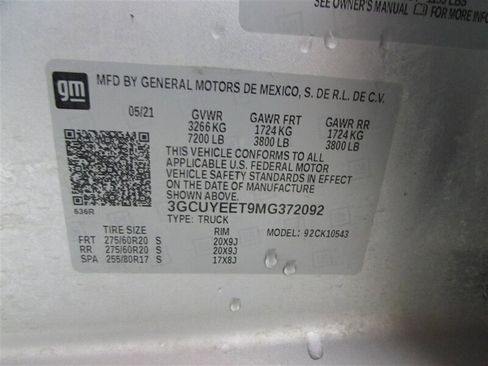 SEE OWNER'S MANUAL FOR MORE INFO
gm
MFD BY GENERAL MOTORS DE MEXICO, S. DE R.L. DE C.V.
05/21 GVWR GAWR FRT GAWR RR
3266 KG 1724 KG 1724 KG
7200 LB 3800 LB 3800 LB
THIS VEHICLE CONFORMS TO ALL
APPLICABLE U.S. FEDERAL MOTOR
VEHICLE SAFETY STANDARDS IN EFFECT
ON THE DATE OF MANUFACTURE SHOWN ABOVE.
636R 3GCUYEET9MG372092
TYPE: TRUCK
TIRE SIZE RIM MODEL: 92CK10543
FRT 275/60R20 S 20X9J
RR 275/60R20 S 20X9J
SPA 255/80R17 S 17X8J